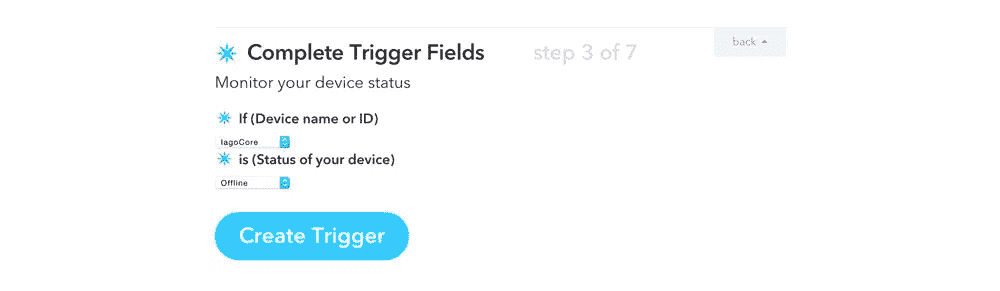 Complete Trigger Fields
step 3 of 7
back
Monitor your device status
If (Device name or ID)
IagoCore
is (Status of your device)
Offline
Create Trigger